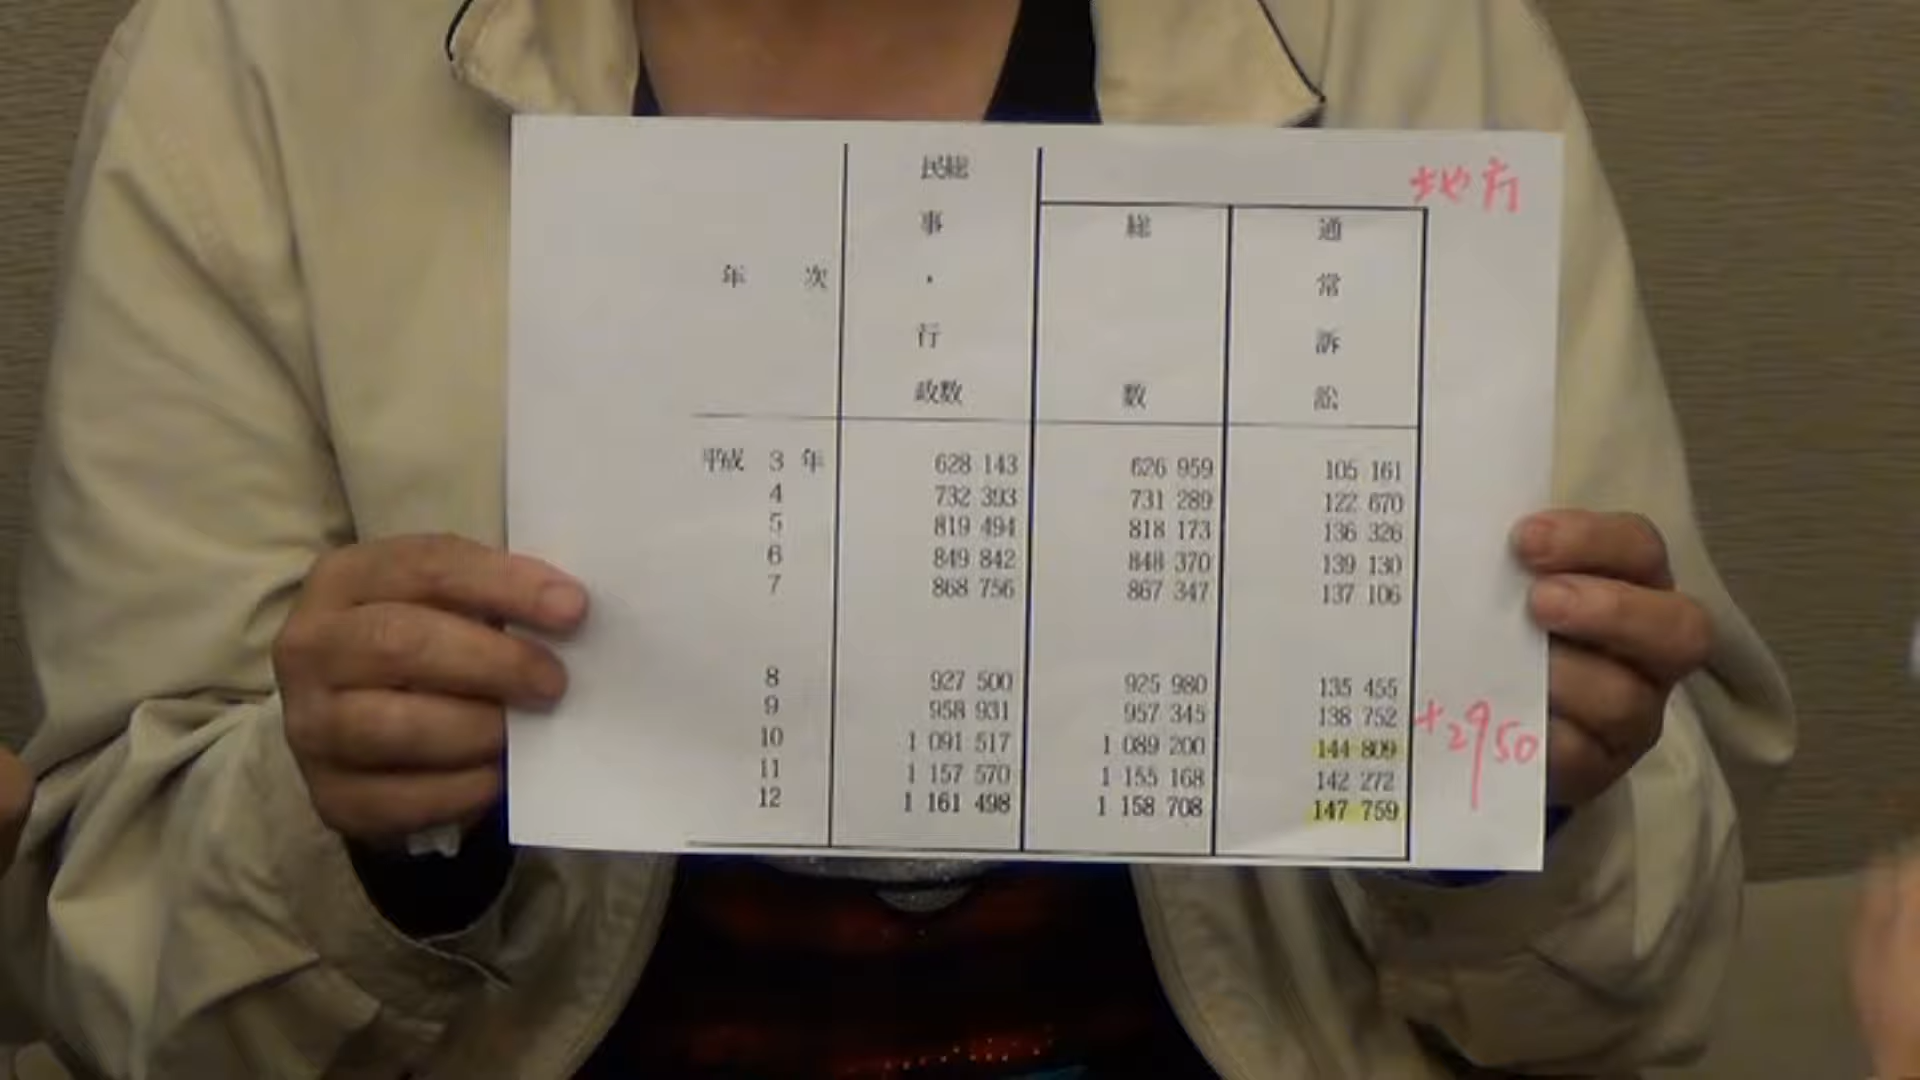 地方
年次
民事・行政総数
総数
通常訴訟
平成 3 年 628 143 626 959 105 161
4 732 393 731 289 122 670
5 819 494 818 173 136 326
6 849 842 848 370 139 130
7 868 756 867 347 137 106
8 927 500 925 980 135 455
9 958 931 957 345 138 752
10 1 091 517 1 089 200 144 809
11 1 157 570 1 155 168 142 272
12 1 161 498 1 158 708 147 759
+2950